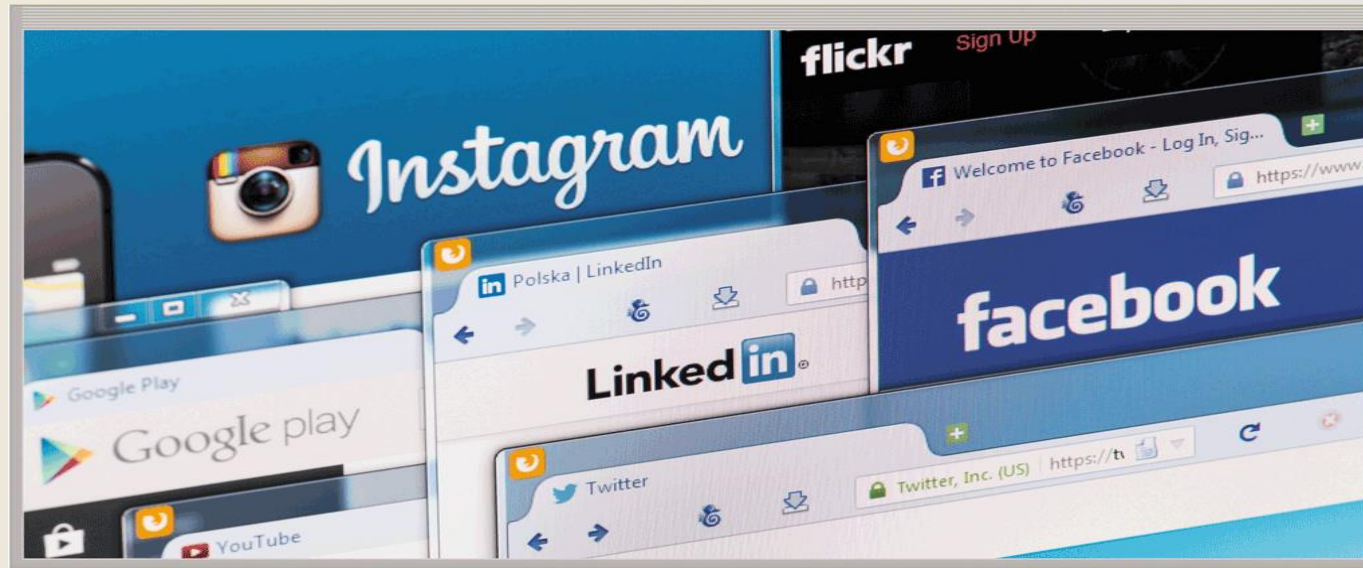 flickr
Sign Up
Instagram
Welcome to Facebook - Log In, Sig...
https://www.
facebook
Polska | LinkedIn
http
Linked in
Google Play
Google play
Twitter
Twitter, Inc. (US)
https://tw
YouTube